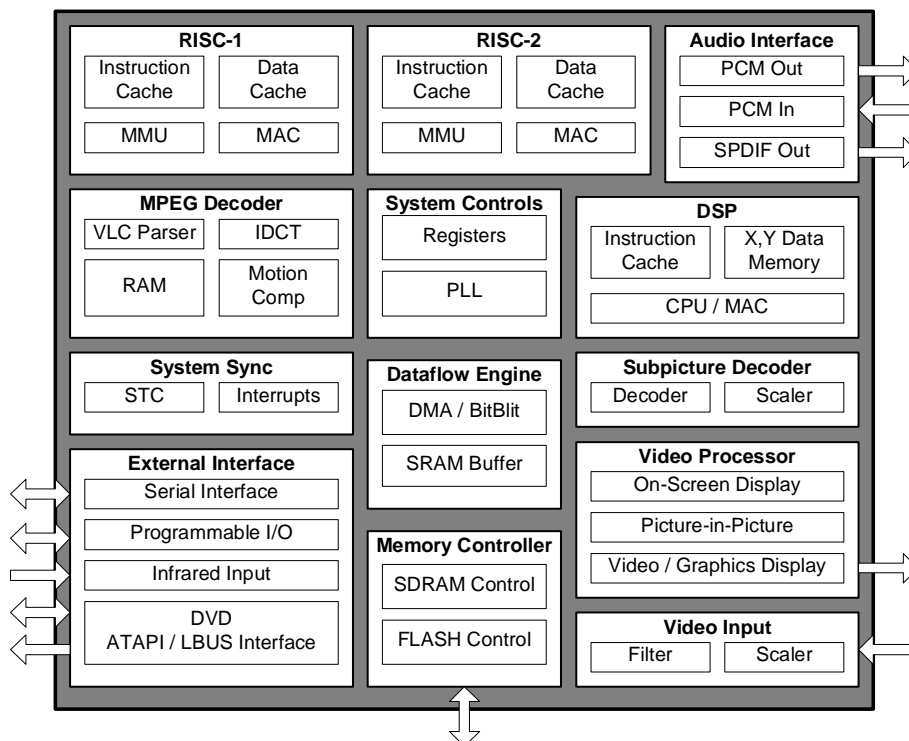 RISC-1
Instruction
Cache
Data
Cache
MMU
MAC
RISC-2
Instruction
Cache
Data
Cache
MMU
MAC
Audio Interface
PCM Out
PCM In
SPDIF Out
MPEG Decoder
VLC Parser
IDCT
RAM
Motion
Comp
System Controls
Registers
PLL
DSP
Instruction
Cache
X,Y Data
Memory
CPU / MAC
System Sync
STC
Interrupts
Dataflow Engine
DMA / BitBlit
SRAM Buffer
Subpicture Decoder
Decoder
Scaler
External Interface
Serial Interface
Programmable I/O
Infrared Input
DVD
ATAPI / LBUS Interface
Memory Controller
SDRAM Control
FLASH Control
Video Processor
On-Screen Display
Picture-in-Picture
Video / Graphics Display
Video Input
Filter
Scaler